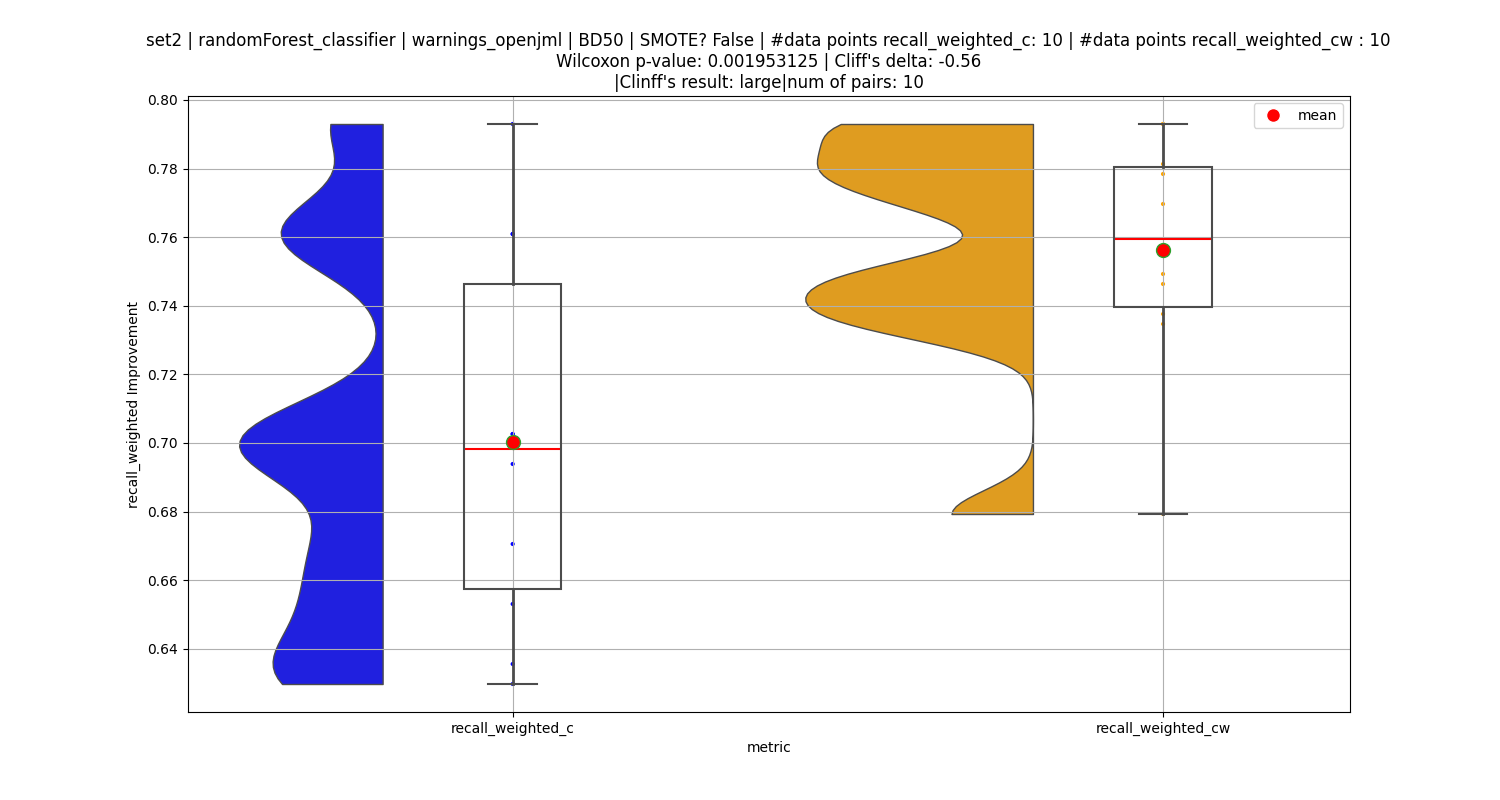 set2 | randomForest_classifier | warnings_openjml | BD50 | SMOTE? False | #data points recall_weighted_c: 10 | #data points recall_weighted_cw : 10
Wilcoxon p-value: 0.001953125 | Cliff's delta: -0.56
|Clinff's result: large|num of pairs: 10
mean
0.80
0.78
0.76
0.74
0.72
0.70
0.68
0.66
0.64
recall_weighted Improvement
recall_weighted_c
recall_weighted_cw
metric